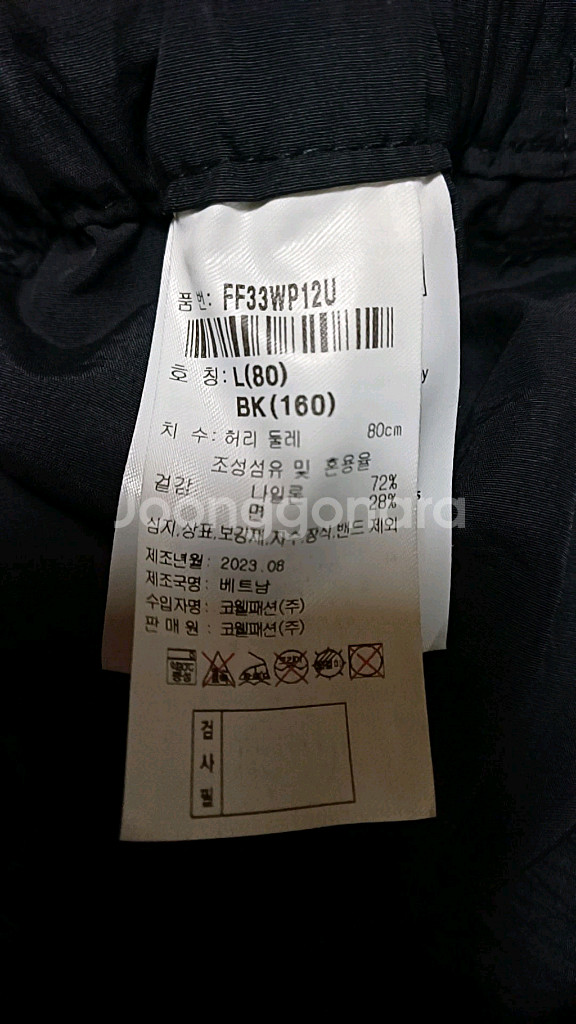 품번: FF33WP12U
호 칭: L(80)
BK(160)
치 수: 허리 둘레 80cm
조성섬유 및 혼용율
겉감 나일론 72%
면 28%
Joonggonara
심지,상표,보강재,자수,장식,밴드 제외
제조년월 : 2023.08
제조국명 : 베트남
수입자명 : 코웰패션(주)
판 매 원 : 코웰패션(주)
검
사
필